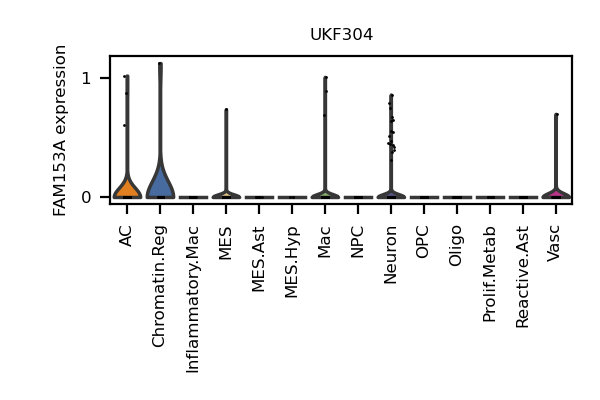 UKF304
FAM153A expression
1
0
AC
Chromatin.Reg
Inflammatory.Mac
MES
MES.Ast
MES.Hyp
Mac
NPC
Neuron
OPC
Oligo
Prolif.Metab
Reactive.Ast
Vasc